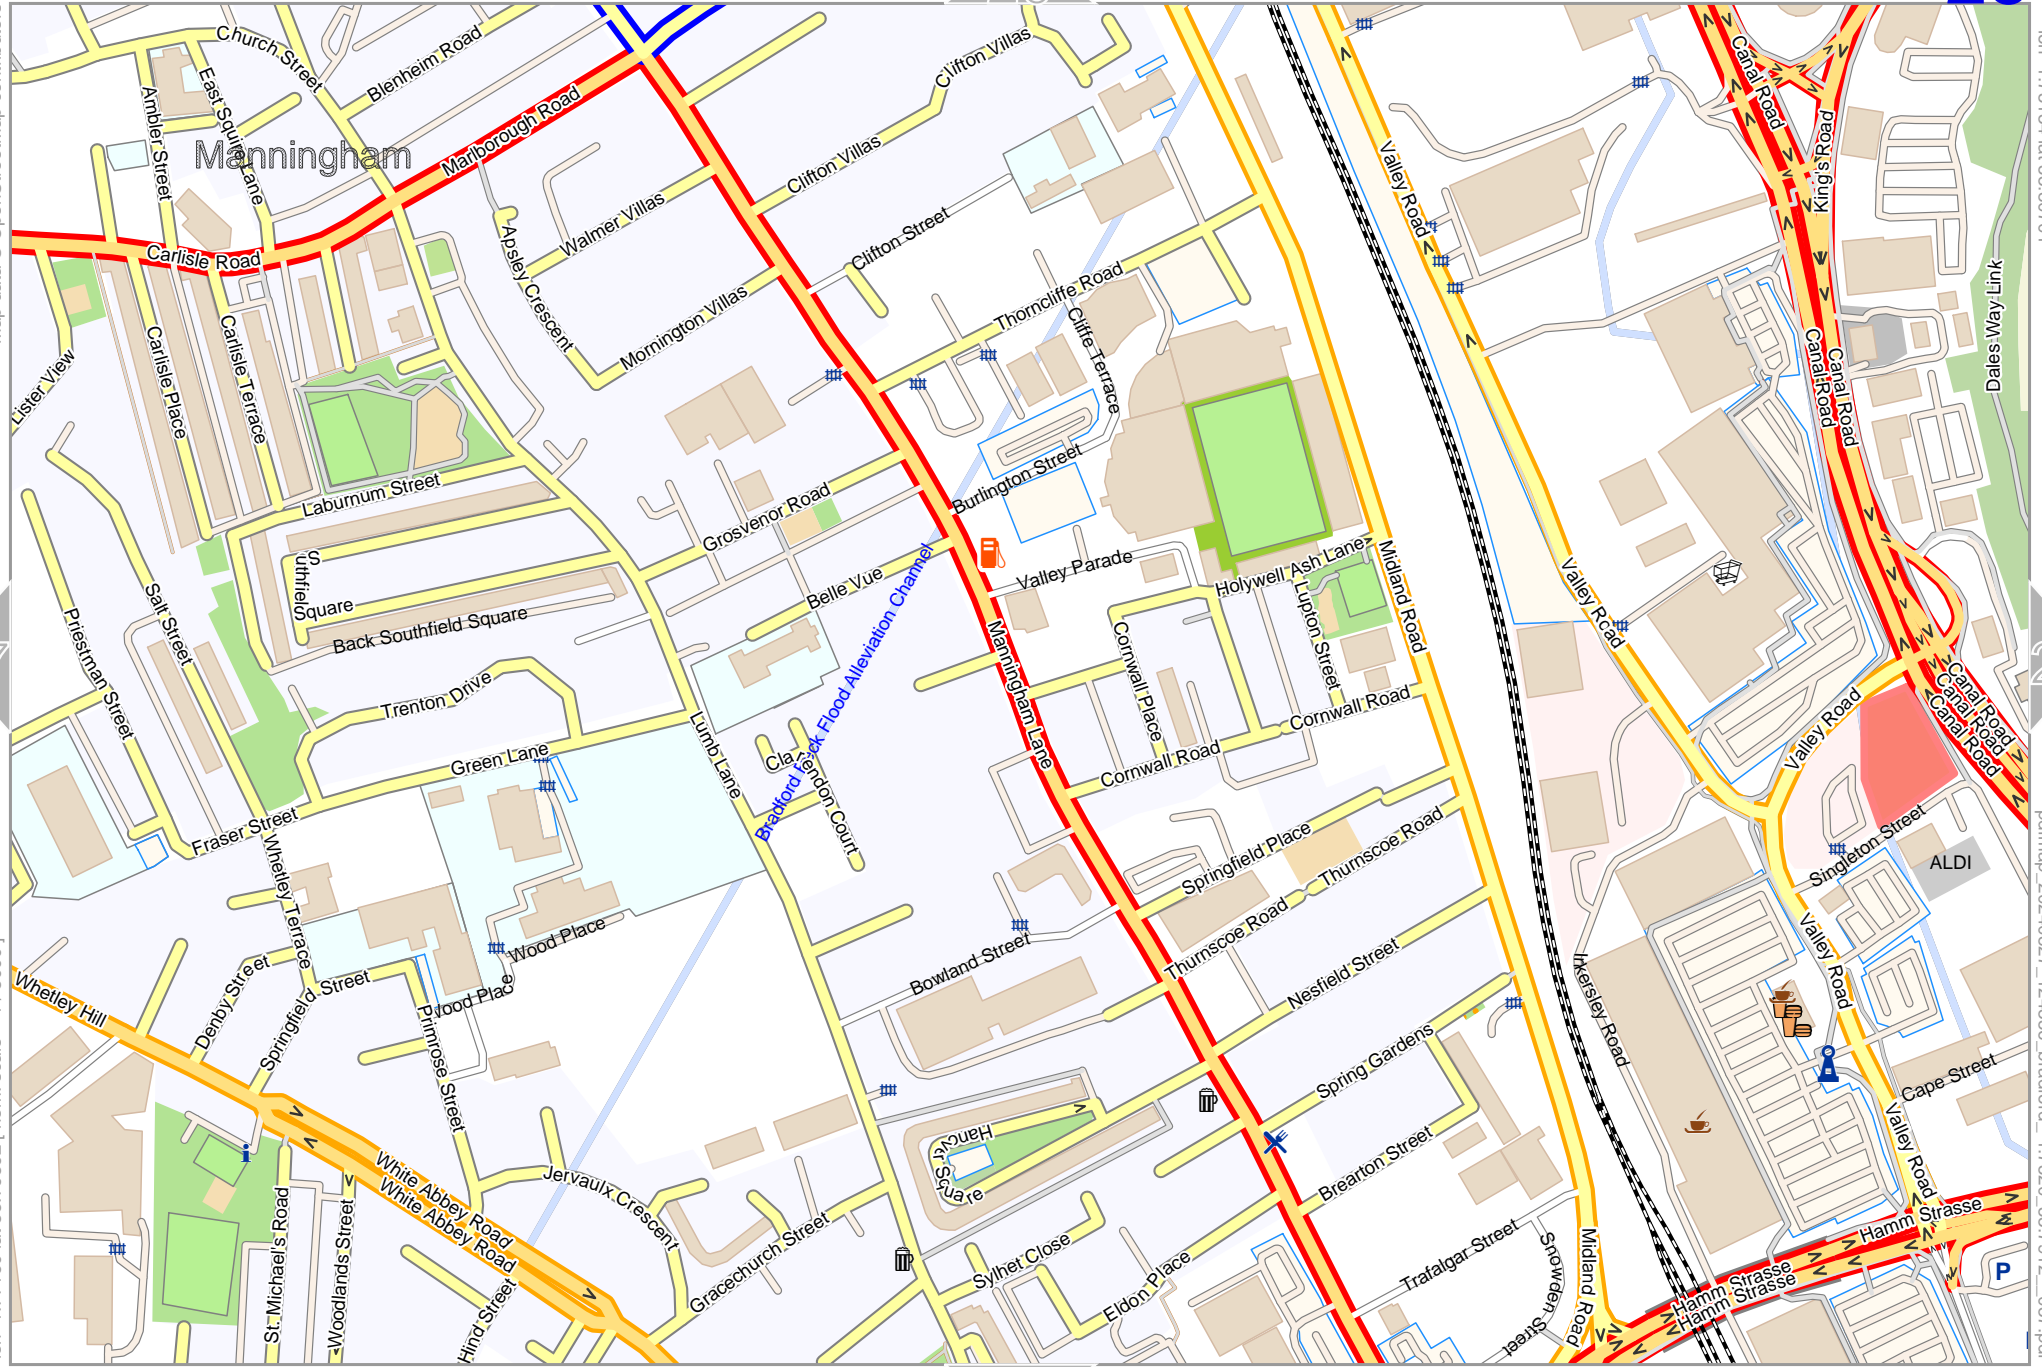 Church Street
Blenheim Road
Clifton Villas
Canal Road
East Squire Lane
Ambler Street
Manningham
Marlborough Road
Clifton Villas
Valley Road
King's Road
Walmer Villas
Clifton Street
Apsley Crescent
Carlisle Road
Thorncliffe Road
Dales Way Link
Mornington Villas
Cliffe Terrace
Carlisle Place
Carlisle Terrace
Lister View
Canal Road
Canal Road
Laburnum Street
Grosvenor Road
Burlington Street
Southfield
Square
Belle Vue
Valley Parade
Holywell Ash Lane
Midland Road
Valley Road
Salt Street
Priestman Street
Back Southfield Square
Bradford Beck Flood Alleviation Channel
Manningham Lane
Cornwall Place
Lupton Street
Trenton Drive
Lumb Lane
Cornwall Road
Cornwall Road
Canal Road
Canal Road
Canal Road
Valley Road
Green Lane
Clarendon Court
Fraser Street
Whetley Terrace
Springfield Place
Thurnscoe Road
Thurnscoe Road
Singleton Street
ALDI
Wood Place
Wood Place
Bowland Street
Nesfield Street
Inkersley Road
Valley Road
Whetley Hill
Denby Street
Springfield Street
Primrose Street
Spring Gardens
Cape Street
Hanover Square
Brearton Street
Valley Road
White Abbey Road
White Abbey Road
Jervaulx Crescent
Gracechurch Street
Sylhet Close
Eldon Place
Trafalgar Street
Snowden Street
Midland Road
Hamm Strasse
Hamm Strasse
Hamm Strasse
P
St. Michael's Road
Woodlands Street
Hind Street